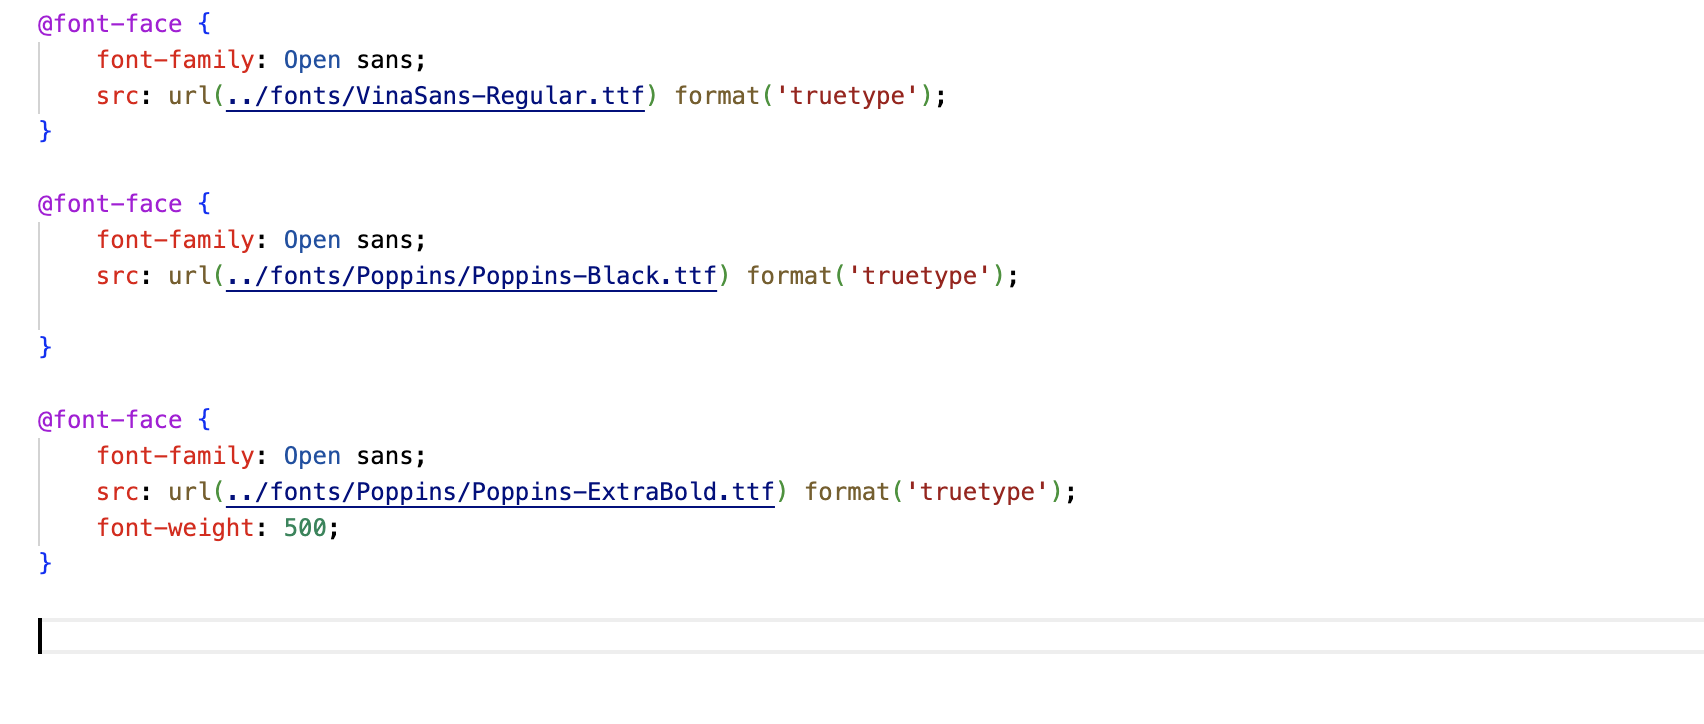 @font-face {
    font-family: Open sans;
    src: url(../fonts/VinaSans-Regular.ttf) format('truetype');
}

@font-face {
    font-family: Open sans;
    src: url(../fonts/Poppins/Poppins-Black.ttf) format('truetype');

}

@font-face {
    font-family: Open sans;
    src: url(../fonts/Poppins/Poppins-ExtraBold.ttf) format('truetype');
    font-weight: 500;
}